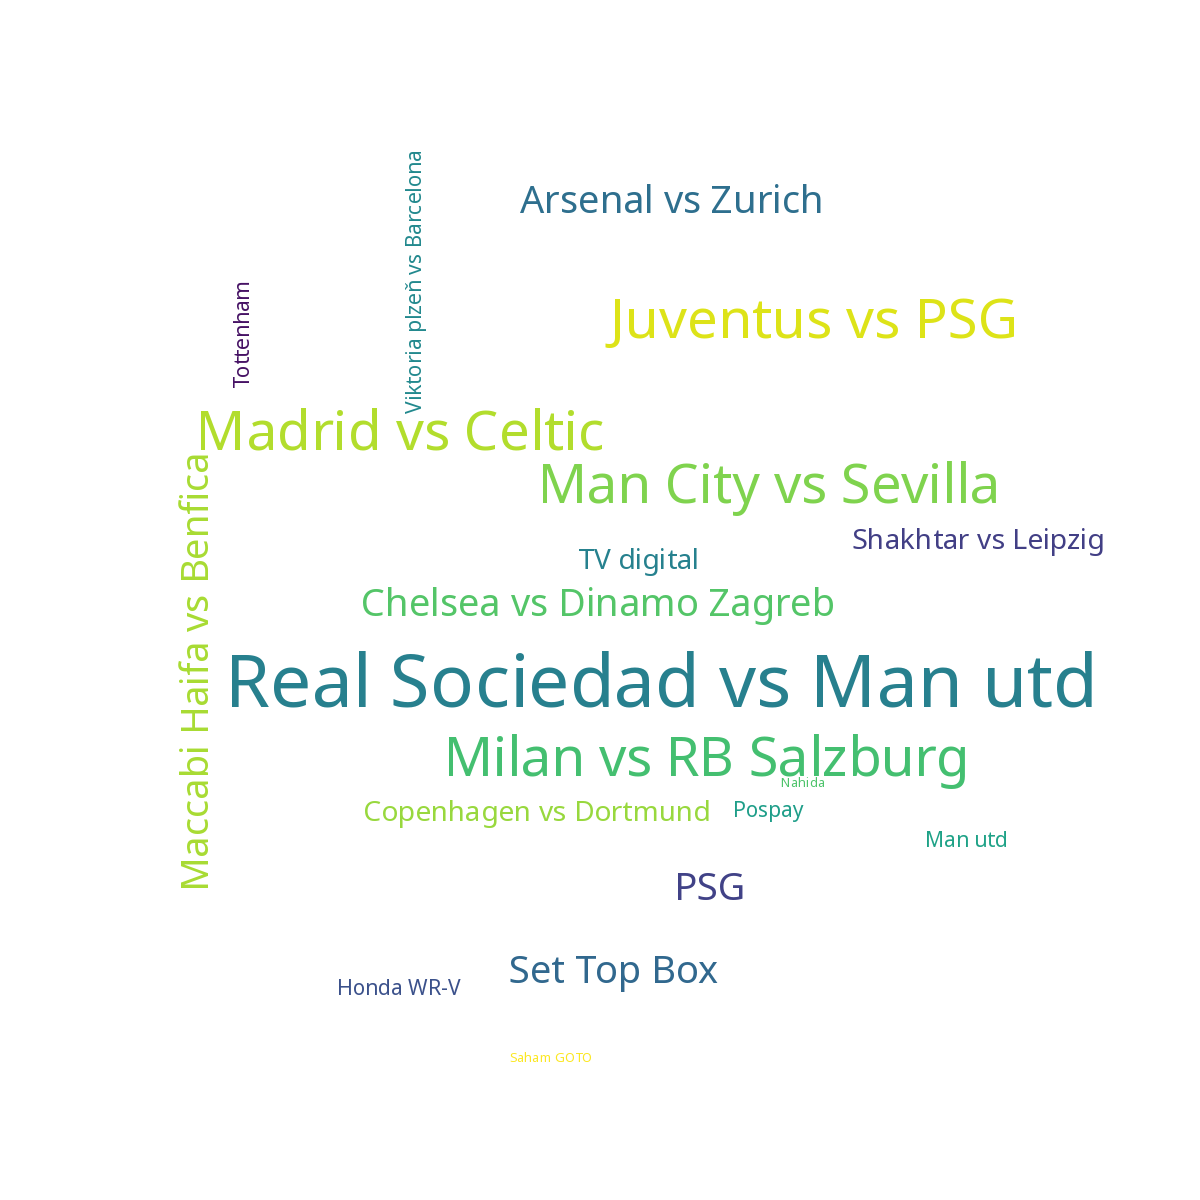 Viktoria plzeň vs Barcelona
Arsenal vs Zurich
Tottenham
Juventus vs PSG
Madrid vs Celtic
Maccabi Haifa vs Benfica
Man City vs Sevilla
Shakhtar vs Leipzig
TV digital
Chelsea vs Dinamo Zagreb
Real Sociedad vs Man utd
Milan vs RB Salzburg
Nahida
Copenhagen vs Dortmund
Pospay
Man utd
PSG
Set Top Box
Honda WR-V
Saham GOTO